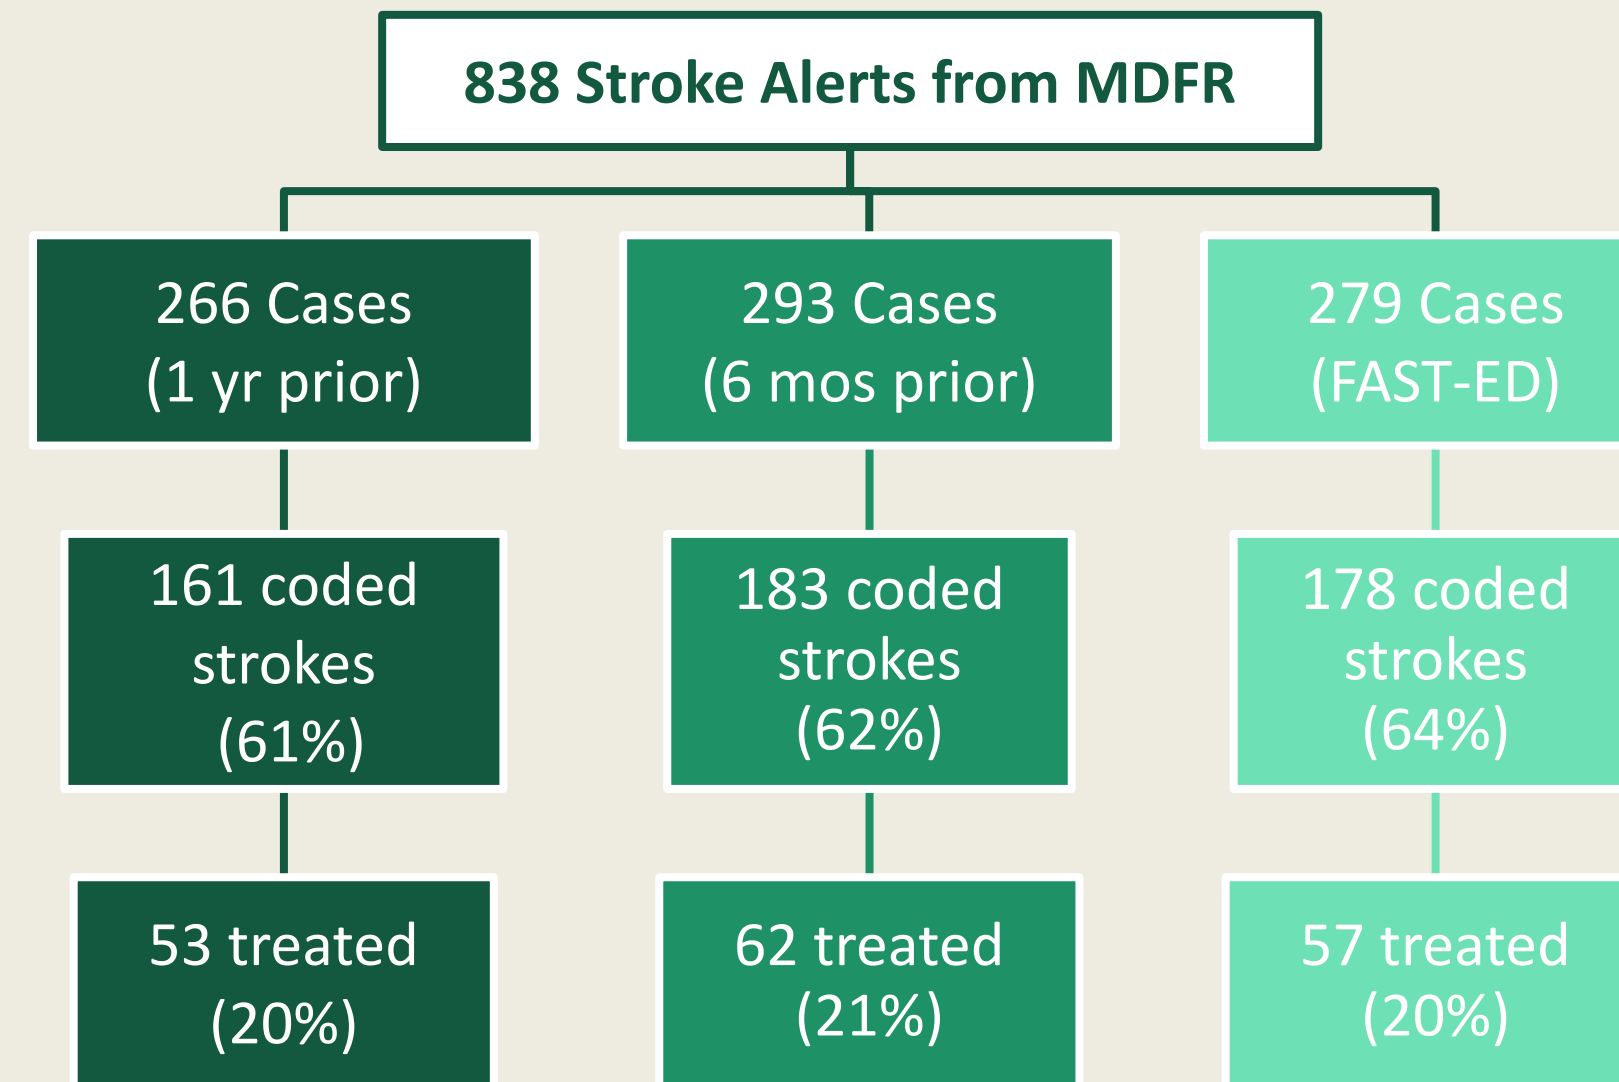 838 Stroke Alerts from MDFR
266 Cases
(1 yr prior)
293 Cases
(6 mos prior)
279 Cases
(FAST-ED)
161 coded
strokes
(61%)
183 coded
strokes
(62%)
178 coded
strokes
(64%)
53 treated
(20%)
62 treated
(21%)
57 treated
(20%)